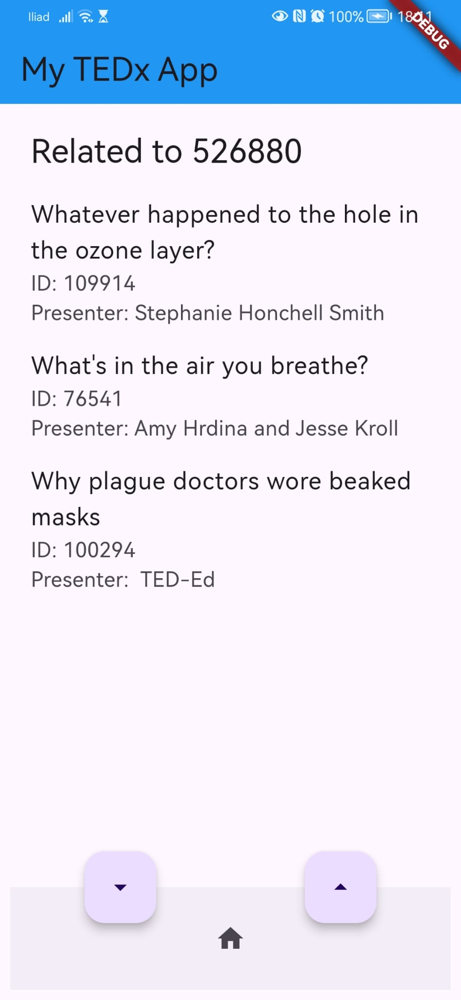 Iliad 100%
DEBUG
My TEDx App
Related to 526880
Whatever happened to the hole in
the ozone layer?
ID: 109914
Presenter: Stephanie Honchell Smith
What's in the air you breathe?
ID: 76541
Presenter: Amy Hrdina and Jesse Kroll
Why plague doctors wore beaked
masks
ID: 100294
Presenter:  TED-Ed